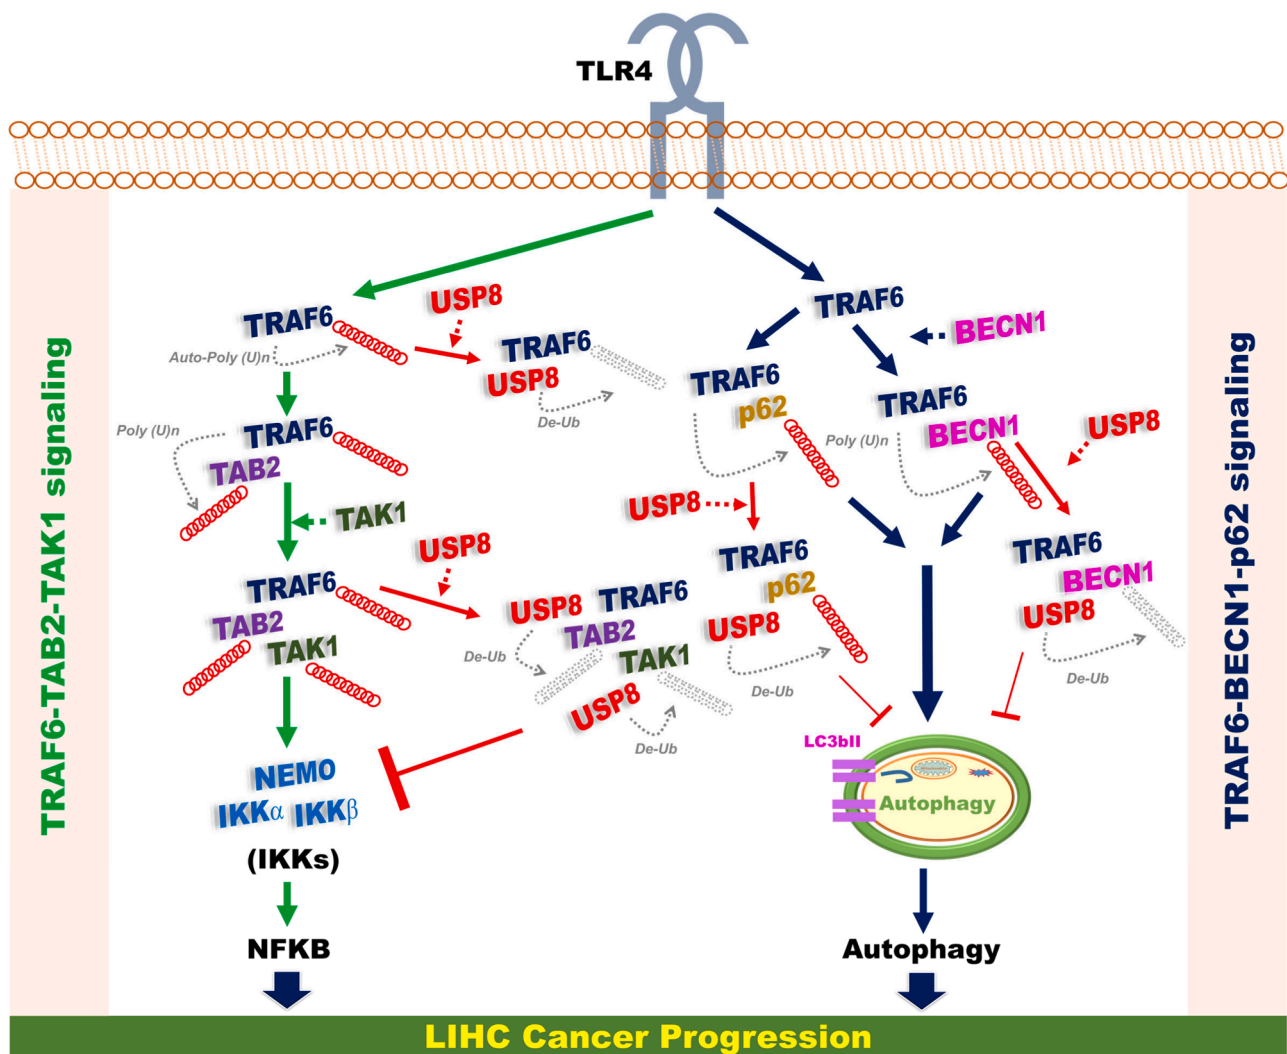 TLR4
TRAF6-TAB2-TAK1 signaling
TRAF6
Auto-Poly (U)n
USP8
TRAF6
USP8
De-Ub
Poly (U)n
TRAF6
TAB2
TAK1
USP8
TRAF6
TAB2
TAK1
USP8
TRAF6
TAB2
TAK1
USP8
De-Ub
De-Ub
NEMO
IKKα IKKβ
(IKKs)
NFKB
TRAF6
BECN1
TRAF6
p62
Poly (U)n
TRAF6
BECN1
USP8
USP8
TRAF6
p62
USP8
De-Ub
TRAF6
BECN1
USP8
De-Ub
LC3bII
Autophagy
Autophagy
TRAF6-BECN1-p62 signaling
LIHC Cancer Progression